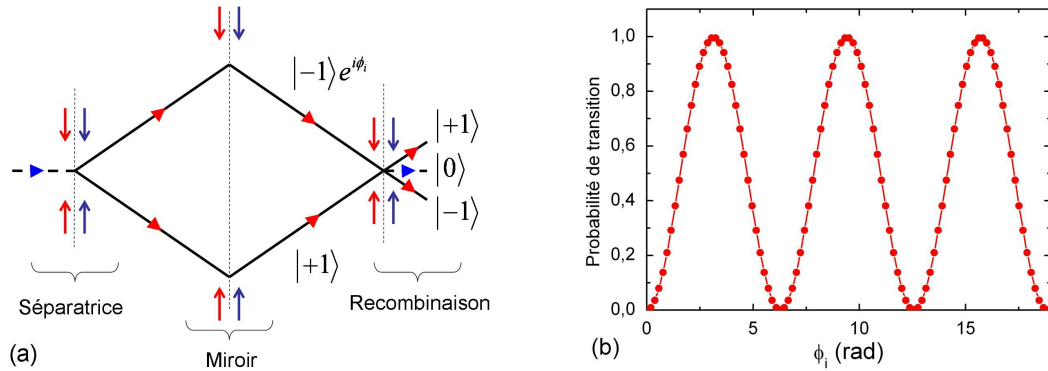 |−1⟩e^{iϕ_i}
|+1⟩
|0⟩
|−1⟩
|+1⟩
Séparatrice
Miroir
Recombinaison
(a)
Probabilité de transition
1,0
0,8
0,6
0,4
0,2
0,0
0
5
10
15
ϕ_i (rad)
(b)